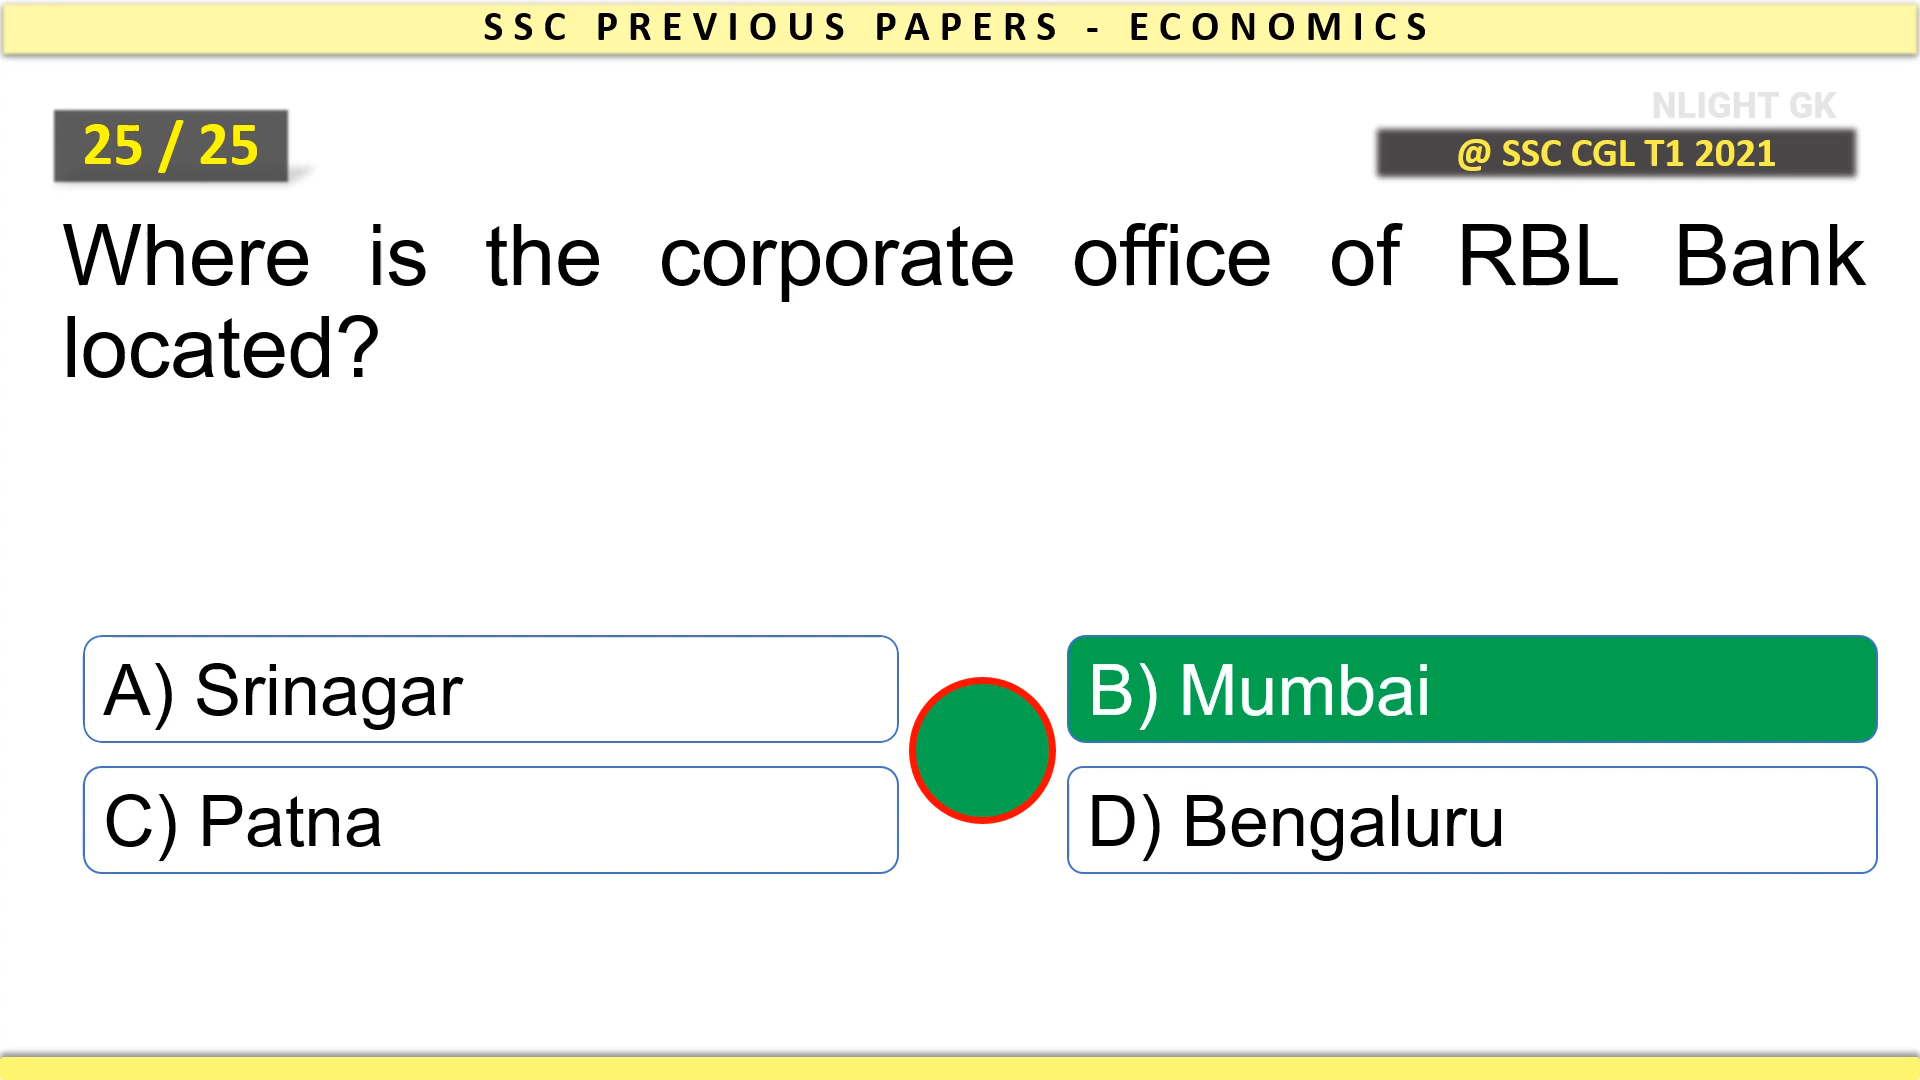 SSC PREVIOUS PAPERS - ECONOMICS
NLIGHT GK
25 / 25
@ SSC CGL T1 2021
Where is the corporate office of RBL Bank
located?
A) Srinagar
B) Mumbai
C) Patna
D) Bengaluru